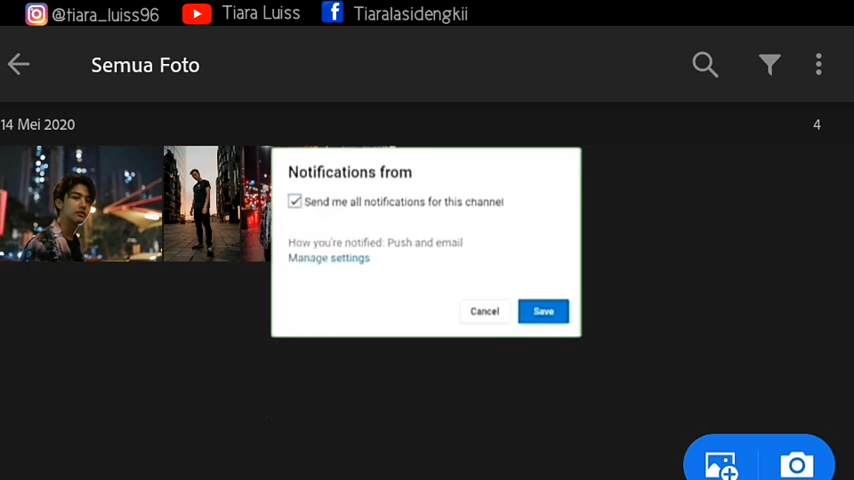 @tiara_luiss96 Tiara Luiss Tiaralasidengkii
Semua Foto
14 Mei 2020 4
Notifications from
Send me all notifications for this channel
How you're notified: Push and email
Manage settings
Cancel Save